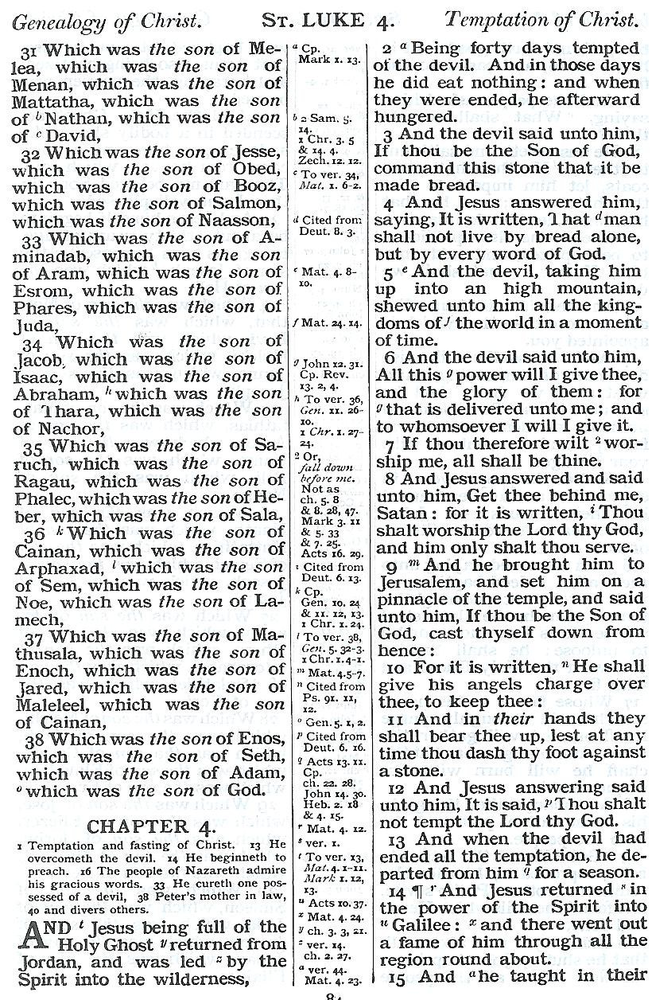 Genealogy of Christ. ST. LUKE 4. Temptation of Christ.
31 Which was the son of Me-
lea, which was the son of
Menan, which was the son of
Mattatha, which was the son
of b Nathan, which was the son
of c David,
32 Which was the son of Jesse,
which was the son of Obed,
which was the son of Booz,
which was the son of Salmon,
which was the son of Naasson,
33 Which was the son of A-
minadab, which was the son
of Aram, which was the son
of Esrom, which was the son of
Phares, which was the son of
Juda,
34 Which was the son of
Jacob, which was the son of
Isaac, which was the son of
Abraham, h which was the son
of Thara, which was the son
of Nachor,
35 Which was the son of Sa-
ruch, which was the son of
Ragau, which was the son of
Phalec, which was the son of He-
ber, which was the son of Sala,
36 k Which was the son of
Cainan, which was the son of
Arphaxad, l which was the son
of Sem, which was the son of
Noe, which was the son of La-
mech,
37 Which was the son of Ma-
thusala, which was the son of
Enoch, which was the son of
Jared, which was the son of
Maleleel, which was the son
of Cainan,
38 Which was the son of Enos,
which was the son of Seth,
which was the son of Adam,
o which was the son of God.
CHAPTER 4.
1 Temptation and fasting of Christ. 13 He
overcometh the devil. 14 He beginneth to
preach. 16 The people of Nazareth admire
his gracious words. 33 He cureth one pos-
sessed of a devil, 38 Peter's mother in law,
40 and divers others.
AND t Jesus being full of the
Holy Ghost y returned from
Jordan, and was led z by the
Spirit into the wilderness,
a Cp.
Mark 1. 13.
b 2 Sam. 5.
14.
1 Chr. 3. 5
& 14. 4.
Zech. 12. 12.
c To ver. 34,
Mat. 1. 6-2.
d Cited from
Deut. 8. 3.
e Mat. 4. 8-
10.
f Mat. 24. 14.
g John 12. 31.
Cp. Rev.
13. 2, 4.
h To ver. 36,
Gen. 11. 26-
10.
1 Chr. 1. 27-
24.
2 Or,
fall down
before me.
Not as
ch. 5. 8
& 8. 28, 47.
Mark 3. 11
& 5. 33
& 7. 25.
Acts 16. 29.
i Cited from
Deut. 6. 13.
k Cp.
Gen. 10. 24
& 11. 12, 13.
1 Chr. 1. 24.
l To ver. 38,
Gen. 5. 32-3.
1 Chr. 1. 4-1.
m Mat. 4. 5-7.
n Cited from
Ps. 91. 11,
12.
o Gen. 5. 1, 2.
p Cited from
Deut. 6. 16.
q Acts 13. 11.
Cp.
ch. 22. 28.
John 14. 30.
Heb. 2. 18
& 4. 15.
r Mat. 4. 12.
s ver. 1.
t To ver. 13,
Mat. 4. 1-11.
Mark 1. 12,
13.
u Acts 10. 37.
x Mat. 4. 24.
y ch. 3. 3, 21.
z ver. 14.
ch. 2. 27.
a ver. 44.
Mat. 4. 23.
2 a Being forty days tempted
of the devil. And in those days
he did eat nothing: and when
they were ended, he afterward
hungered.
3 And the devil said unto him,
If thou be the Son of God,
command this stone that it be
made bread.
4 And Jesus answered him,
saying, It is written, That d man
shall not live by bread alone,
but by every word of God.
5 e And the devil, taking him
up into an high mountain,
shewed unto him all the king-
doms of f the world in a moment
of time.
6 And the devil said unto him,
All this g power will I give thee,
and the glory of them: for
g that is delivered unto me; and
to whomsoever I will I give it.
7 If thou therefore wilt 2 wor-
ship me, all shall be thine.
8 And Jesus answered and said
unto him, Get thee behind me,
Satan: for it is written, i Thou
shalt worship the Lord thy God,
and him only shalt thou serve.
9 m And he brought him to
Jerusalem, and set him on a
pinnacle of the temple, and said
unto him, If thou be the Son of
God, cast thyself down from
hence:
10 For it is written, n He shall
give his angels charge over
thee, to keep thee:
11 And in their hands they
shall bear thee up, lest at any
time thou dash thy foot against
a stone.
12 And Jesus answering said
unto him, It is said, p Thou shalt
not tempt the Lord thy God.
13 And when the devil had
ended all the temptation, he de-
parted from him q for a season.
14 ¶ r And Jesus returned s in
the power of the Spirit into
u Galilee: x and there went out
a fame of him through all the
region round about.
15 And a he taught in their